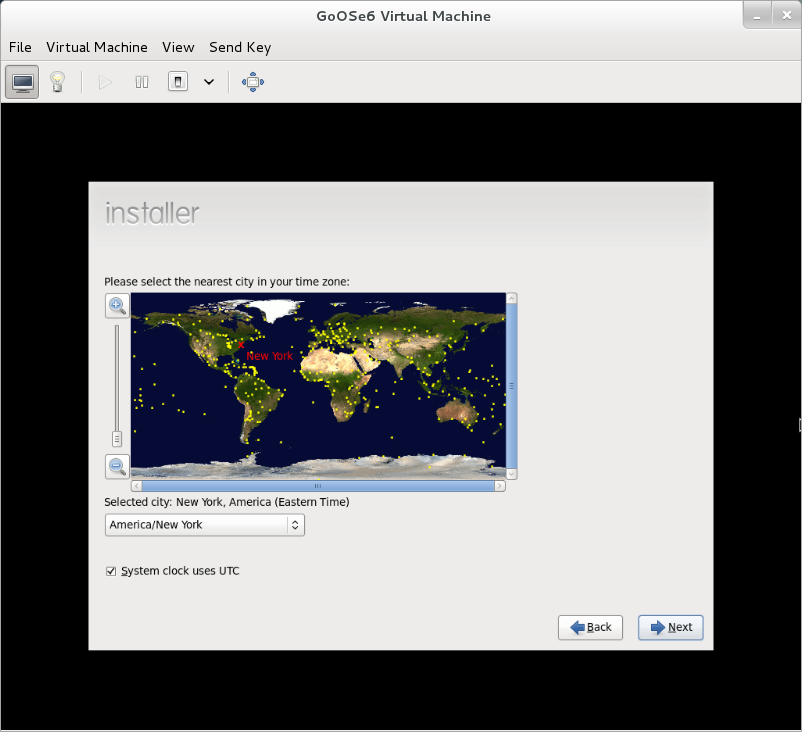 GoOSe6 Virtual Machine
File Virtual Machine View Send Key
installer
Please select the nearest city in your time zone:
New York
Selected city: New York, America (Eastern Time)
America/New York
System clock uses UTC
Back Next